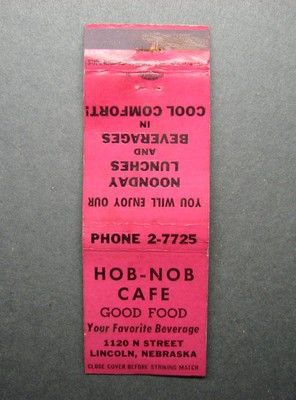 YOU WILL ENJOY OUR
NOONDAY
LUNCHES
AND
BEVERAGES
IN
COOL COMFORT!
PHONE 2-7725
HOB-NOB
CAFE
GOOD FOOD
Your Favorite Beverage
1120 N STREET
LINCOLN, NEBRASKA
CLOSE COVER BEFORE STRIKING MATCH